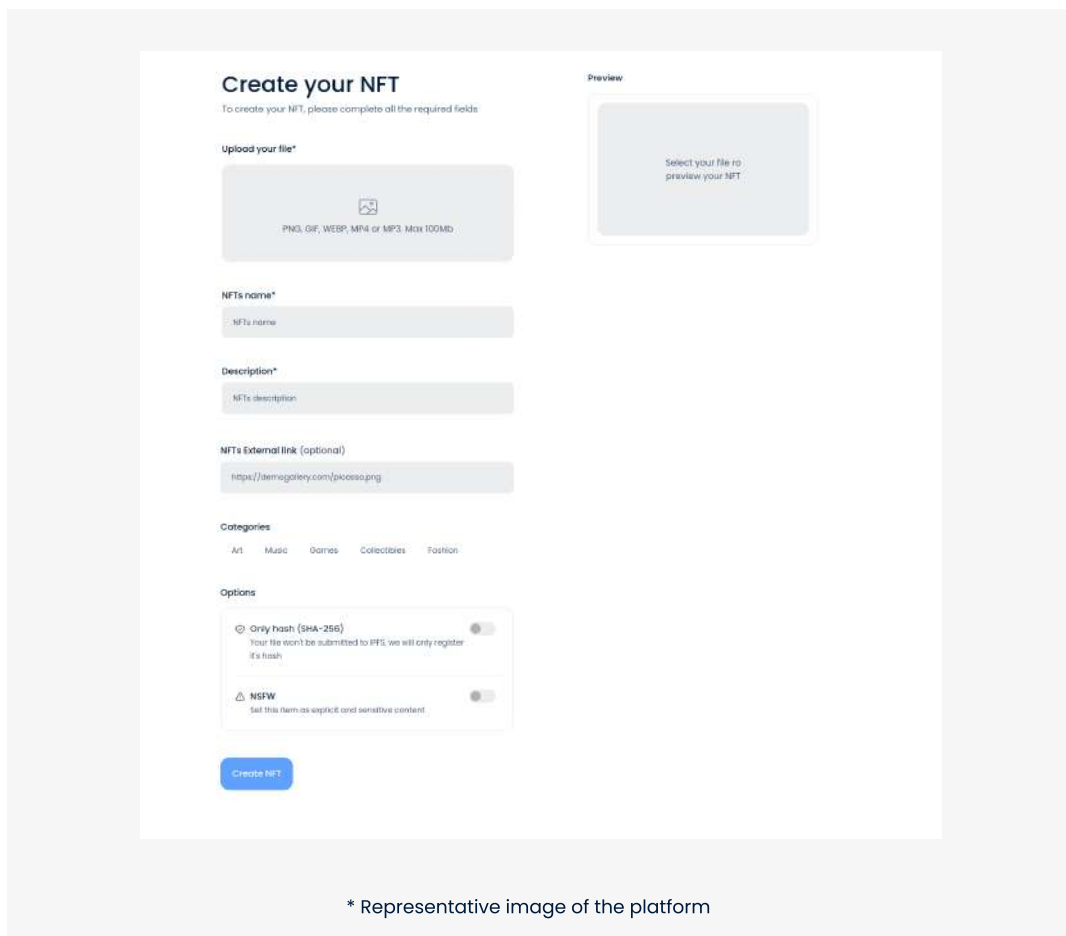 Create your NFT
To create your NFT, please complete all the required fields
Upload your file*
PNG, GIF, WEBP, MP4 or MP3. Max 100Mb
NFTs name*
NFTs name
Description*
NFTs description
NFTs External link (optional)
https://demogallery.com/picasso.png
Categories
Art Music Games Collectibles Fashion
Options
Only hash (SHA-256)
Your file won't be submitted to IPFS, we will only register
it's hash
NSFW
Set this item as explicit and sensitive content
Create NFT
Preview
Select your file ro
preview your NFT
* Representative image of the platform